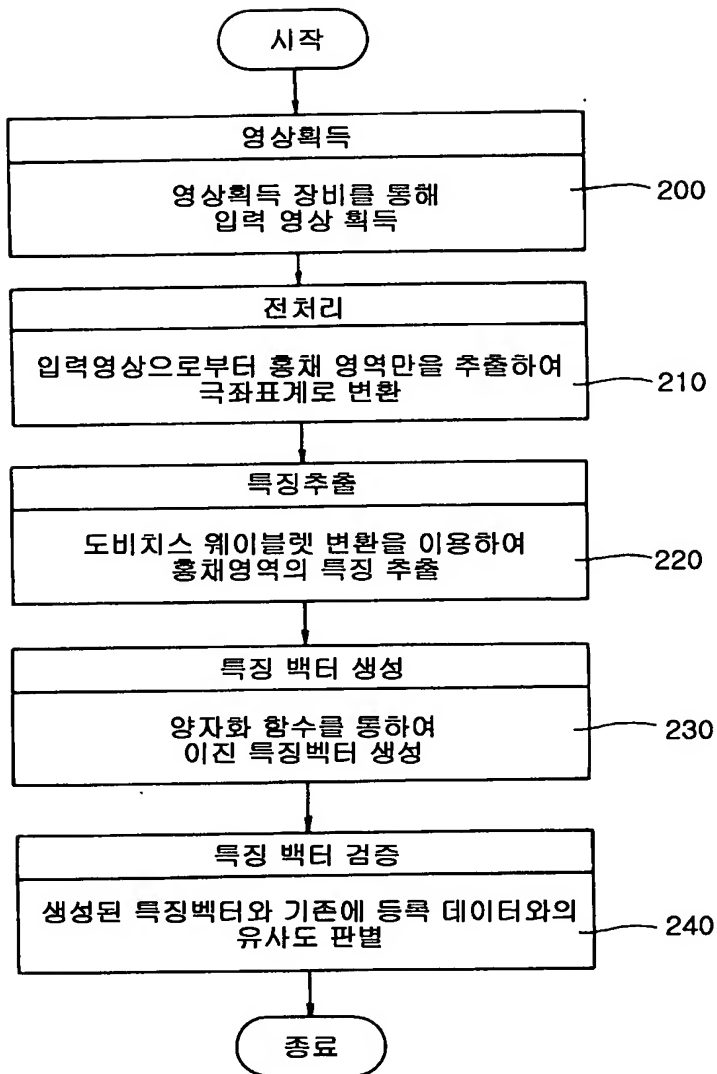 시작
영상획득
영상획득 장비를 통해
입력 영상 획득
200
전처리
입력영상으로부터 홍채 영역만을 추출하여
극좌표계로 변환
210
특징추출
도비치스 웨이블렛 변환을 이용하여
홍채영역의 특징 추출
220
특징 백터 생성
양자화 함수를 통하여
이진 특징벡터 생성
230
특징 백터 검증
생성된 특징벡터와 기존에 등록 데이터와의
유사도 판별
240
종료